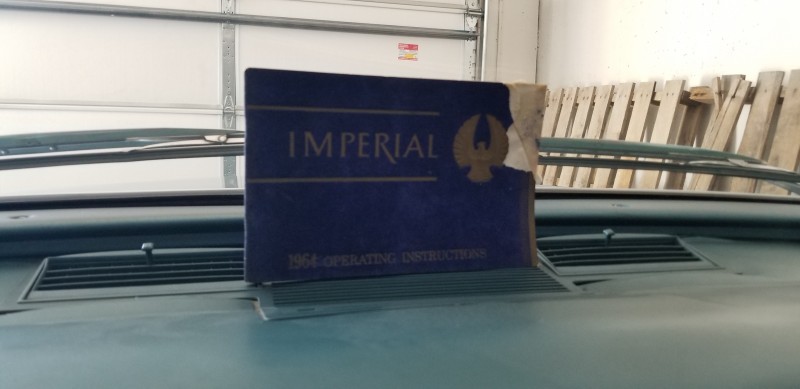 IMPERIAL
1964 OPERATING INSTRUCTIONS